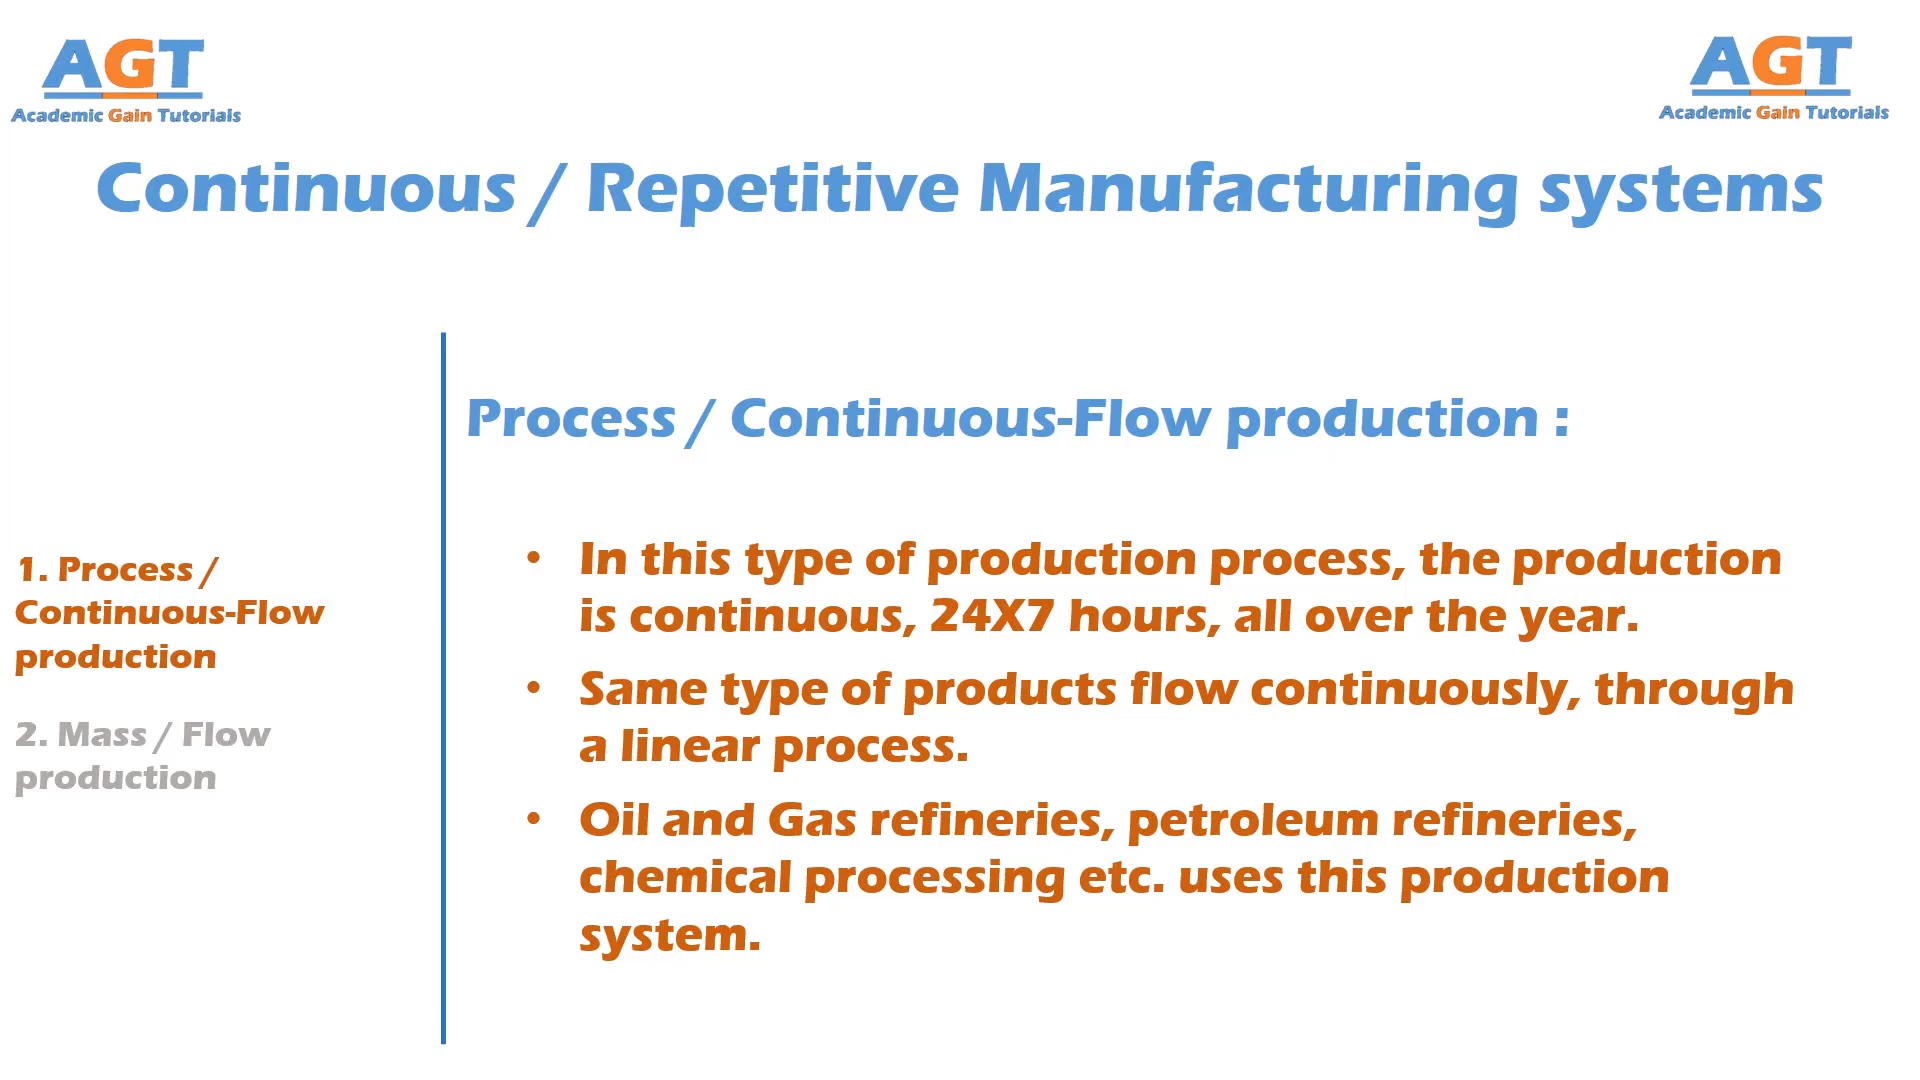 AGT
Academic Gain Tutorials
AGT
Academic Gain Tutorials
Continuous / Repetitive Manufacturing systems
1. Process /
Continuous-Flow
production
2. Mass / Flow
production
Process / Continuous-Flow production :
• In this type of production process, the production
is continuous, 24X7 hours, all over the year.
• Same type of products flow continuously, through
a linear process.
• Oil and Gas refineries, petroleum refineries,
chemical processing etc. uses this production
system.